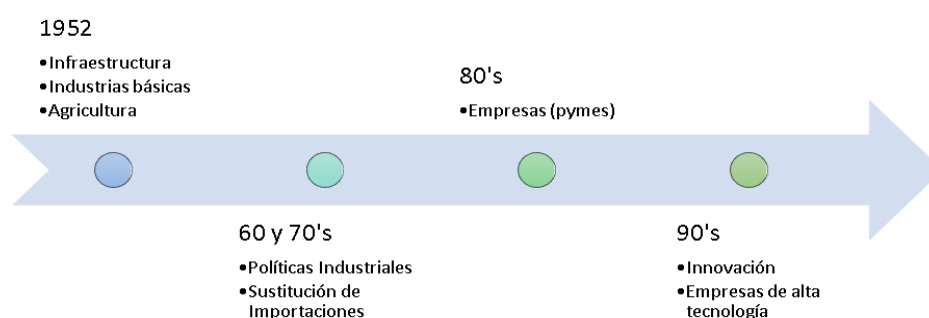 1952
•Infraestructura
•Industrias básicas
•Agricultura
60 y 70's
•Políticas Industriales
•Sustitución de
Importaciones
80's
•Empresas (pymes)
90's
•Innovación
•Empresas de alta
tecnología